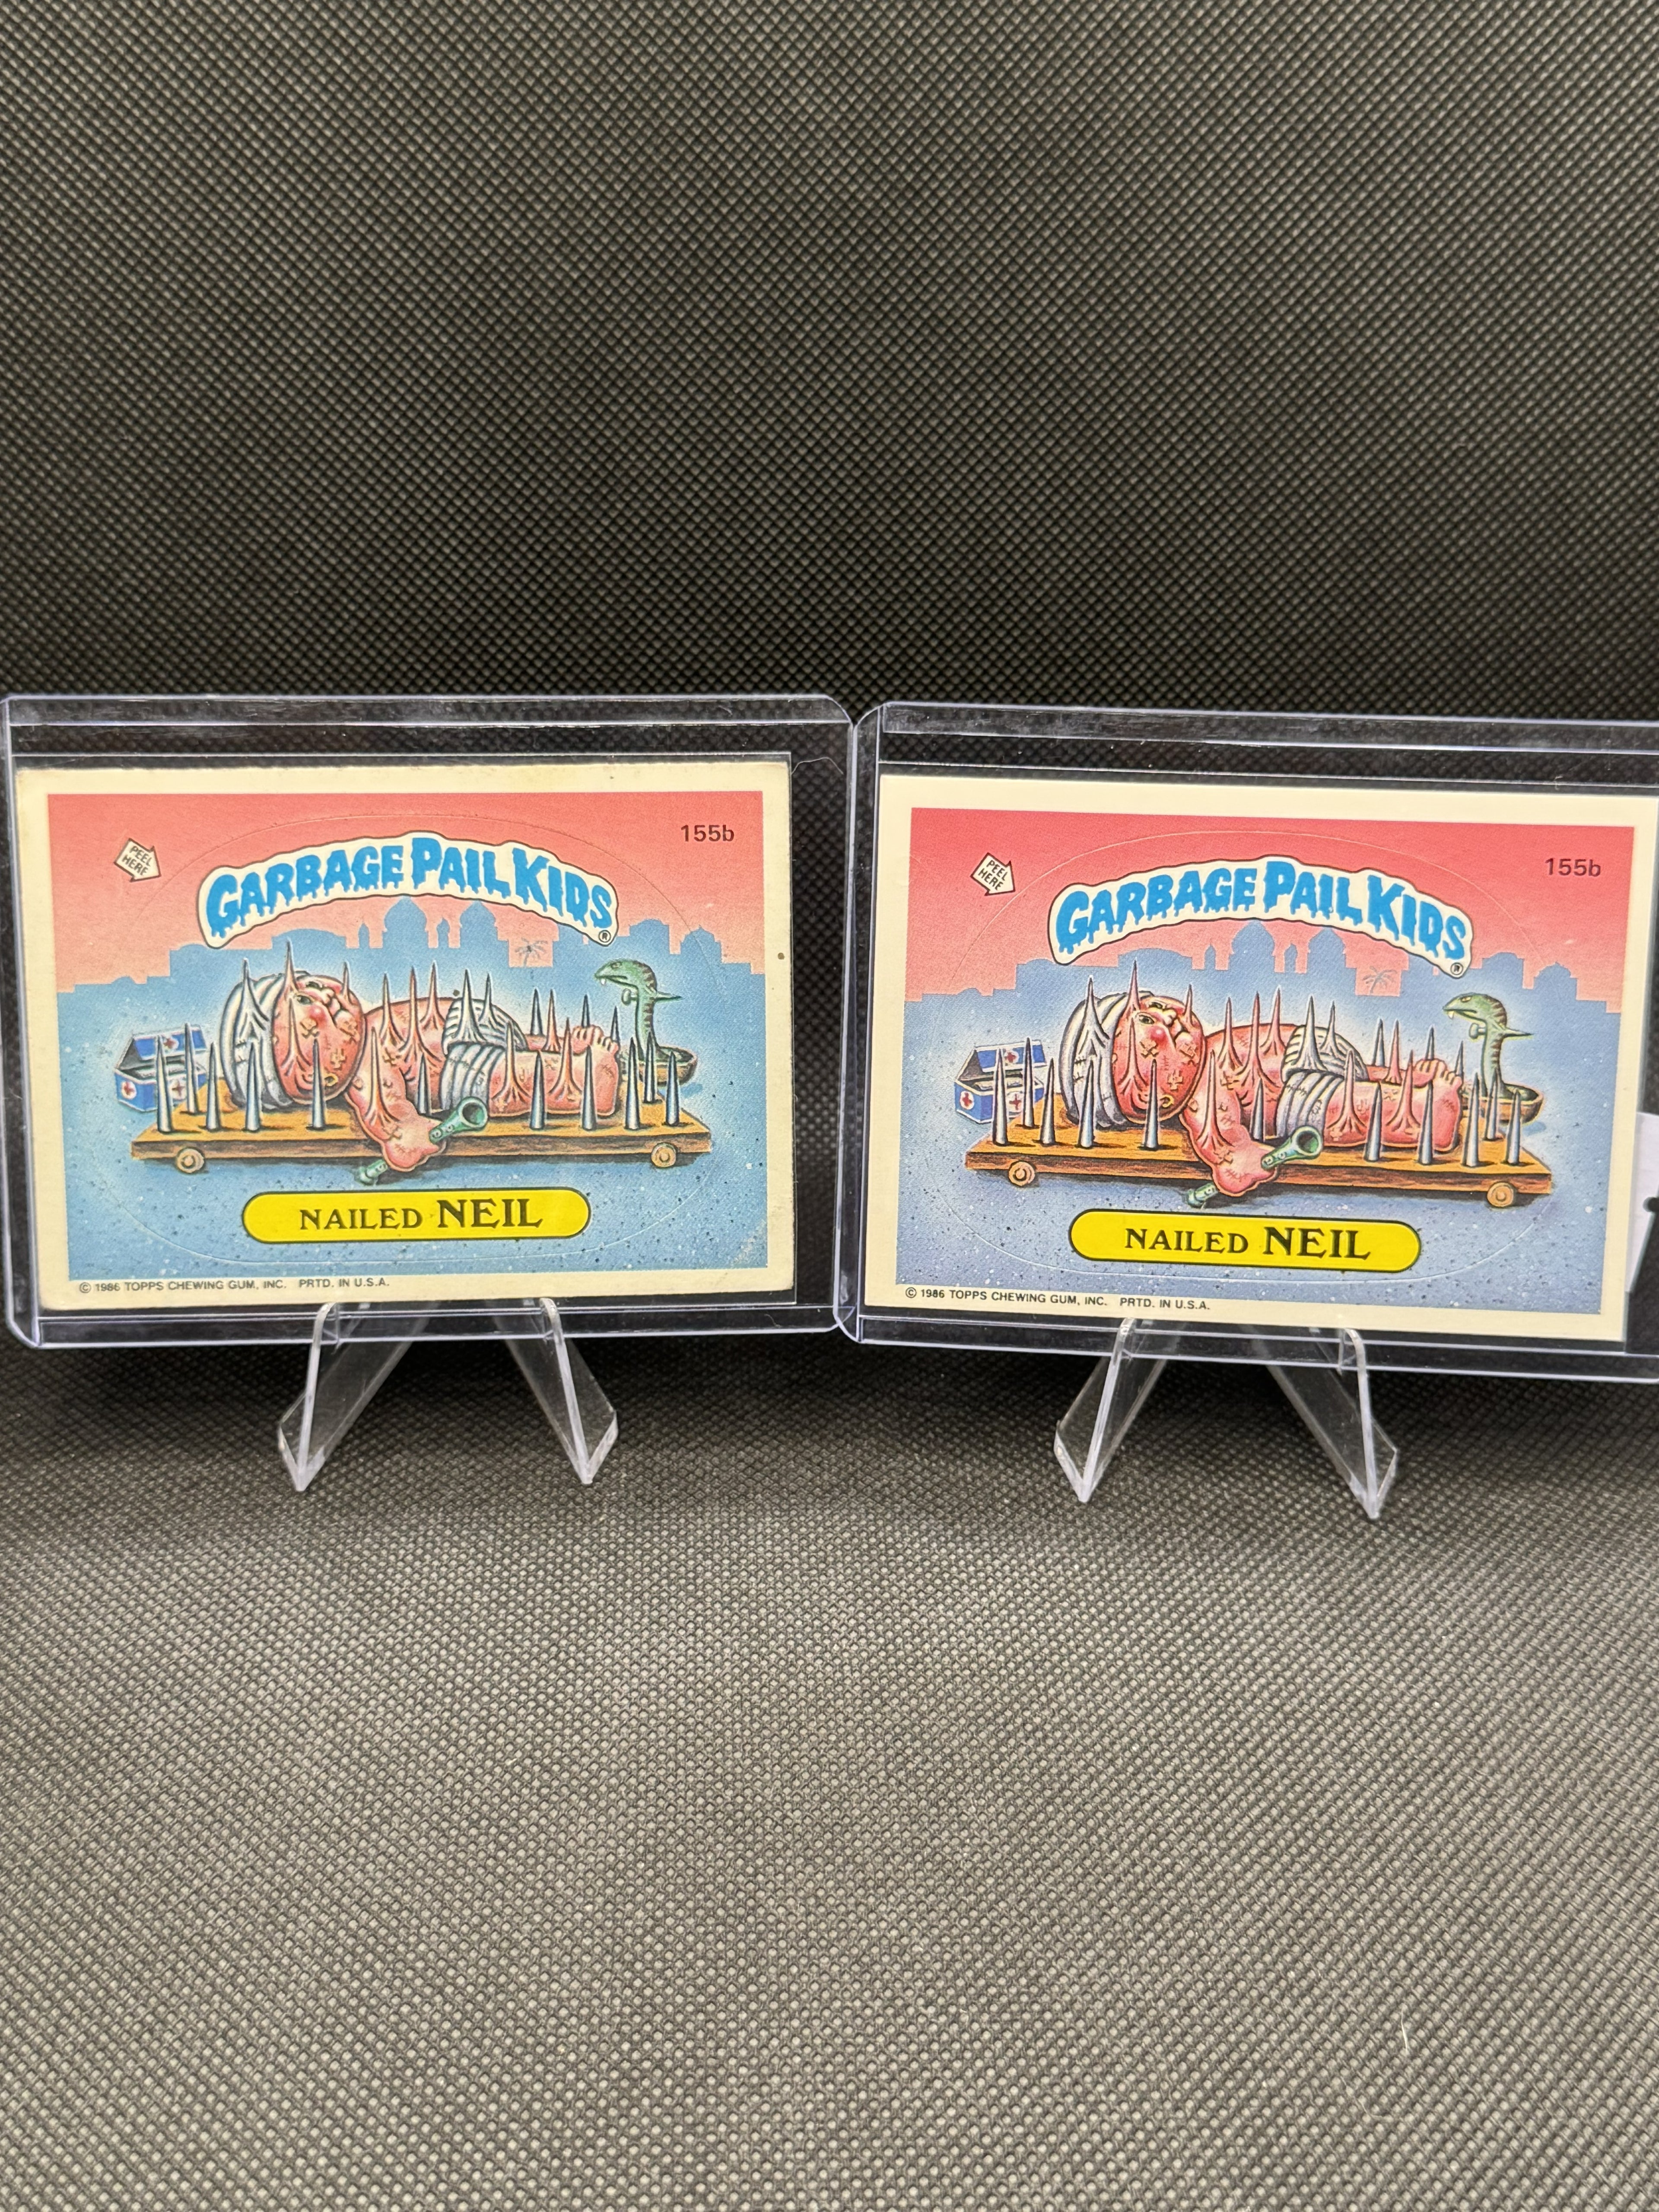 155b
PEEL
HERE
GARBAGE PAIL KIDS
®
NAILED NEIL
© 1986 TOPPS CHEWING GUM, INC. PRTD. IN U.S.A.
155b
PEEL
HERE
GARBAGE PAIL KIDS
®
NAILED NEIL
© 1986 TOPPS CHEWING GUM, INC. PRTD. IN U.S.A.